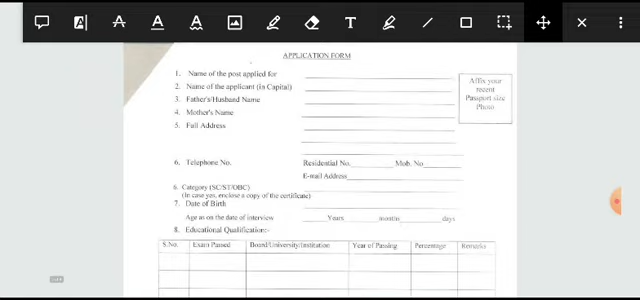 APPLICATION FORM
1. Name of the post applied for
2. Name of the applicant (in Capital)
3. Father's/Husband Name
4. Mother's Name
5. Full Address
Affix your
recent
Passport size
Photo
6. Telephone No. Residential No. Mob. No
E-mail Address
6 Category (SC/ST/OBC)
(In case yes, enclose a copy of the certificate)
7. Date of Birth
Age as on the date of interview Years months days
8. Educational Qualification:-
S.No. Exam Passed Board/University/Institution Year of Passing Percentage Remarks